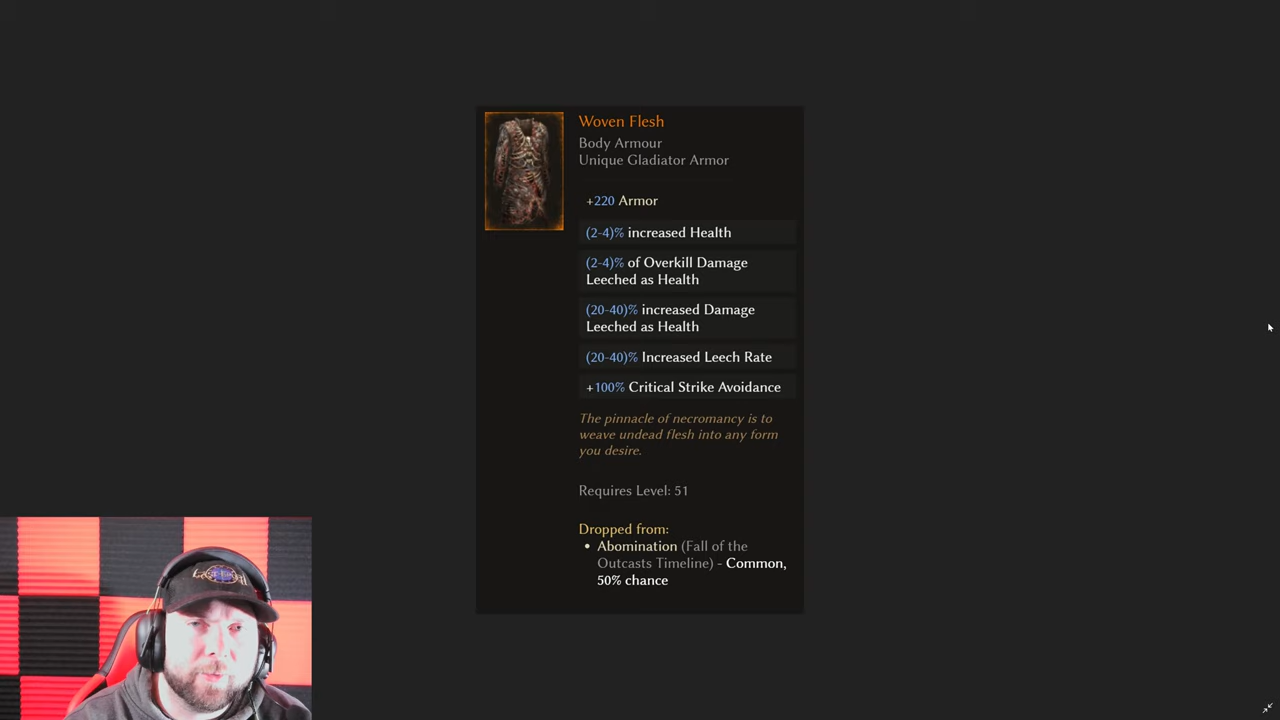 Woven Flesh
Body Armour
Unique Gladiator Armor
+220 Armor
(2-4)% increased Health
(2-4)% of Overkill Damage
Leeched as Health
(20-40)% increased Damage
Leeched as Health
(20-40)% Increased Leech Rate
+100% Critical Strike Avoidance
The pinnacle of necromancy is to
weave undead flesh into any form
you desire.
Requires Level: 51
Dropped from:
• Abomination (Fall of the
Outcasts Timeline) - Common,
50% chance